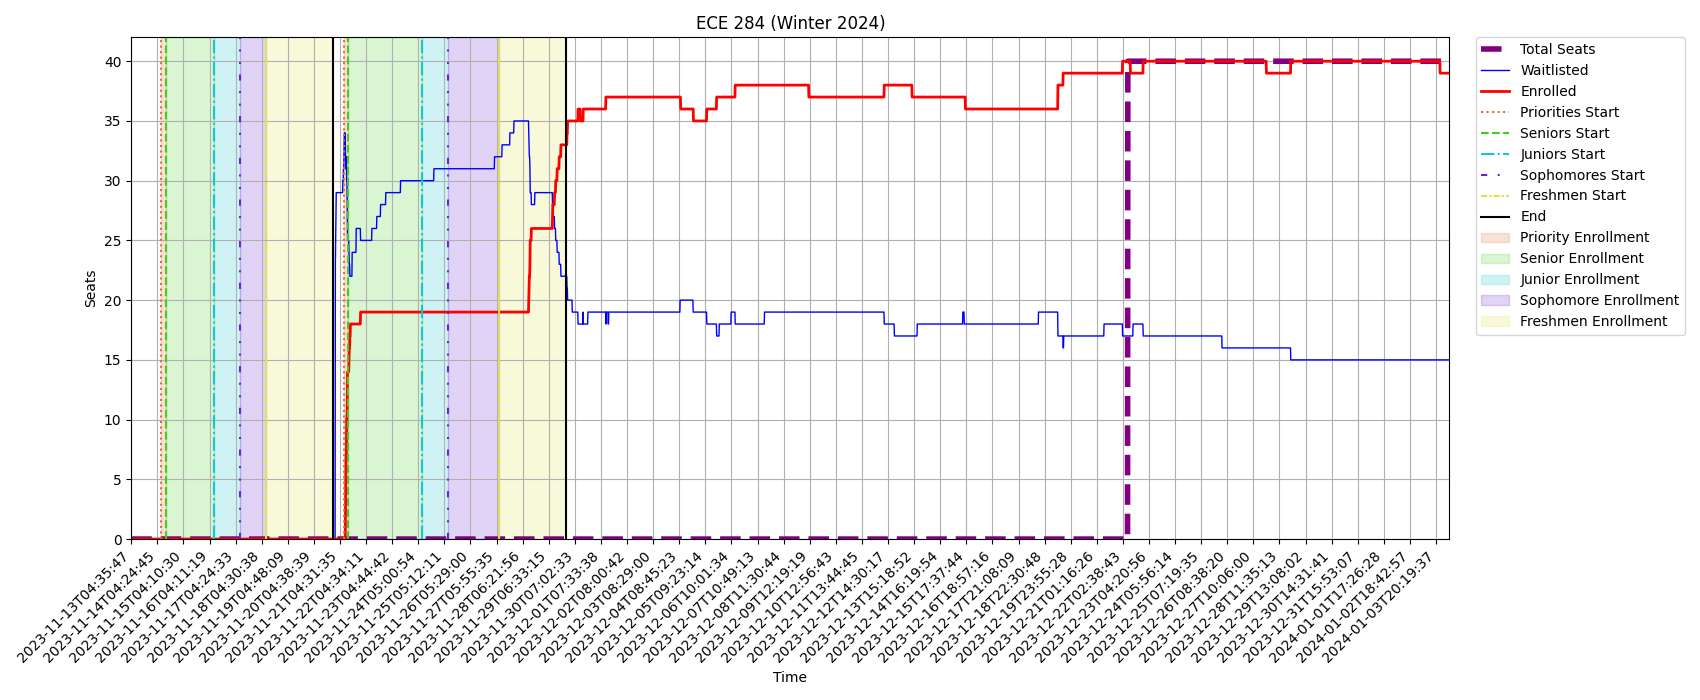 ECE 284 (Winter 2024)
Total Seats
Waitlisted
Enrolled
Priorities Start
Seniors Start
Juniors Start
Sophomores Start
Freshmen Start
End
Priority Enrollment
Senior Enrollment
Junior Enrollment
Sophomore Enrollment
Freshmen Enrollment
Seats
40
35
30
25
20
15
10
5
0
2023-11-13T04:35:47
2023-11-14T04:24:45
2023-11-15T04:10:30
2023-11-16T04:11:19
2023-11-17T04:24:33
2023-11-18T04:30:38
2023-11-19T04:48:09
2023-11-20T04:38:39
2023-11-21T04:31:35
2023-11-22T04:34:11
2023-11-23T04:44:42
2023-11-24T05:00:54
2023-11-25T05:12:11
2023-11-26T05:29:00
2023-11-27T05:55:35
2023-11-28T06:21:56
2023-11-29T06:33:15
2023-11-30T07:02:33
2023-12-01T07:33:38
2023-12-02T08:00:42
2023-12-03T08:29:00
2023-12-04T08:45:23
2023-12-05T09:23:14
2023-12-06T10:01:34
2023-12-07T10:49:13
2023-12-08T11:30:44
2023-12-09T12:19:19
2023-12-10T12:56:43
2023-12-11T13:44:45
2023-12-12T14:30:17
2023-12-13T15:18:52
2023-12-14T16:19:54
2023-12-15T17:37:44
2023-12-16T18:57:16
2023-12-17T21:08:09
2023-12-18T22:30:48
2023-12-19T23:55:28
2023-12-21T01:16:26
2023-12-22T02:38:43
2023-12-23T04:20:56
2023-12-24T05:56:14
2023-12-25T07:19:35
2023-12-26T08:38:20
2023-12-27T10:06:00
2023-12-28T11:35:13
2023-12-29T13:08:02
2023-12-30T14:31:41
2023-12-31T15:53:07
2024-01-01T17:26:28
2024-01-02T18:42:57
2024-01-03T20:19:37
Time